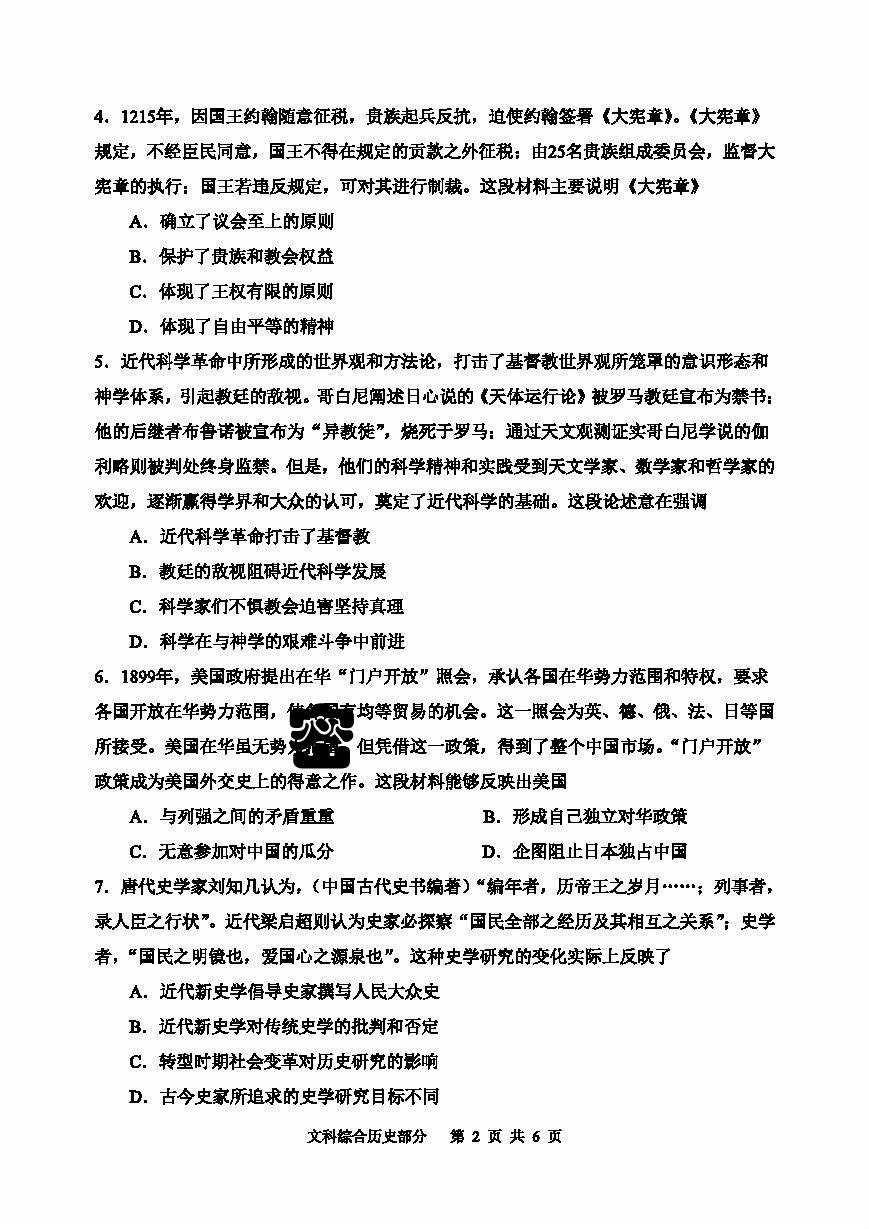 4．1215年，因国王约翰随意征税，贵族起兵反抗，迫使约翰签署《大宪章》。《大宪章》
规定，不经臣民同意，国王不得在规定的贡款之外征税；由25名贵族组成委员会，监督大
宪章的执行；国王若违反规定，可对其进行制裁。这段材料主要说明《大宪章》
A．确立了议会至上的原则
B．保护了贵族和教会权益
C．体现了王权有限的原则
D．体现了自由平等的精神
5．近代科学革命中所形成的世界观和方法论，打击了基督教世界观所笼罩的意识形态和
神学体系，引起教廷的敌视。哥白尼阐述日心说的《天体运行论》被罗马教廷宣布为禁书；
他的后继者布鲁诺被宣布为“异教徒”，烧死于罗马；通过天文观测证实哥白尼学说的伽
利略则被判处终身监禁。但是，他们的科学精神和实践受到天文学家、数学家和哲学家的
欢迎，逐渐赢得学界和大众的认可，奠定了近代科学的基础。这段论述意在强调
A．近代科学革命打击了基督教
B．教廷的敌视阻碍近代科学发展
C．科学家们不惧教会迫害坚持真理
D．科学在与神学的艰难斗争中前进
6．1899年，美国政府提出在华“门户开放”照会，承认各国在华势力范围和特权，要求
各国开放在华势力范围，均等贸易的机会。这一照会为英、德、俄、法、日等国
所接受。美国在华虽无势 但凭借这一政策，得到了整个中国市场。“门户开放”
政策成为美国外交史上的得意之作。这段材料能够反映出美国
A．与列强之间的矛盾重重 B．形成自己独立对华政策
C．无意参加对中国的瓜分 D．企图阻止日本独占中国
7．唐代史学家刘知几认为，（中国古代史书编著）“编年者，历帝王之岁月……；列事者，
录人臣之行状”。近代梁启超则认为史家必探察“国民全部之经历及其相互之关系”；史学
者，“国民之明镜也，爱国心之源泉也”。这种史学研究的变化实际上反映了
A．近代新史学倡导史家撰写人民大众史
B．近代新史学对传统史学的批判和否定
C．转型时期社会变革对历史研究的影响
D．古今史家所追求的史学研究目标不同
文科综合历史部分 第 2 页 共 6 页